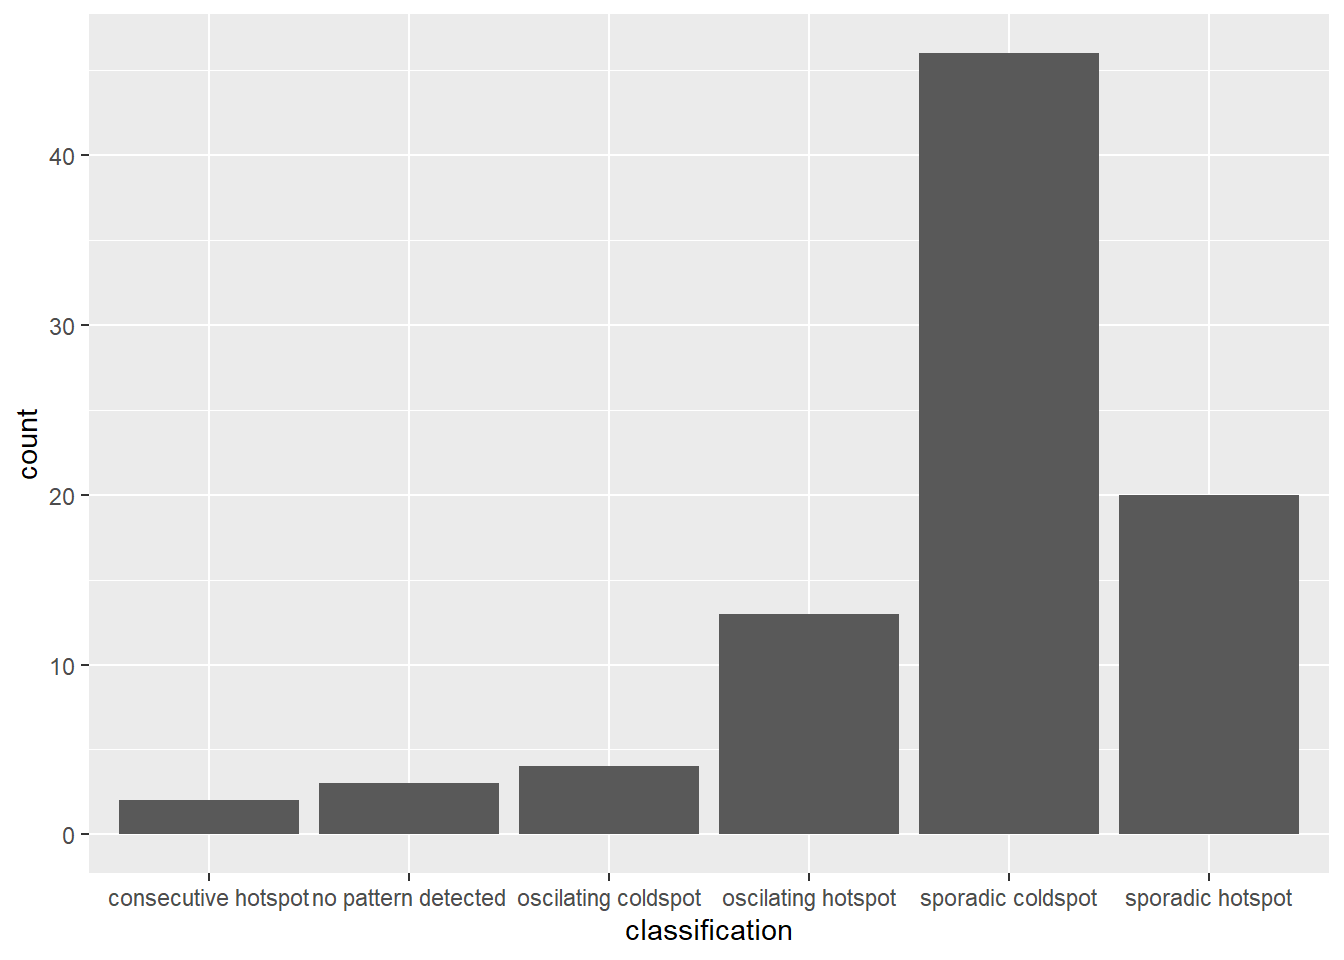 count
40
30
20
10
0
consecutive hotspot no pattern detected oscilating coldspot oscilating hotspot sporadic coldspot sporadic hotspot
classification